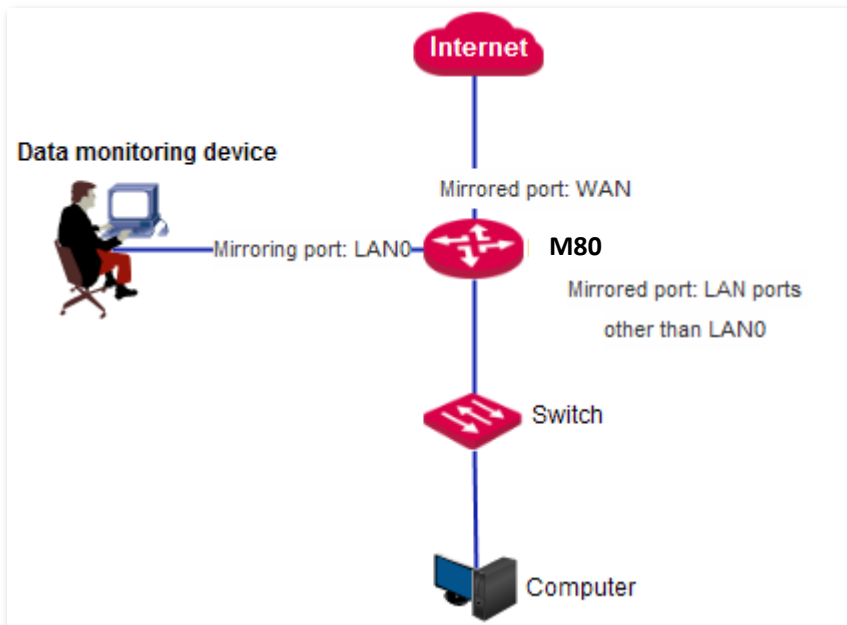 Internet
Data monitoring device
Mirrored port: WAN
Mirroring port: LAN0
M80
Mirrored port: LAN ports
other than LAN0
Switch
Computer